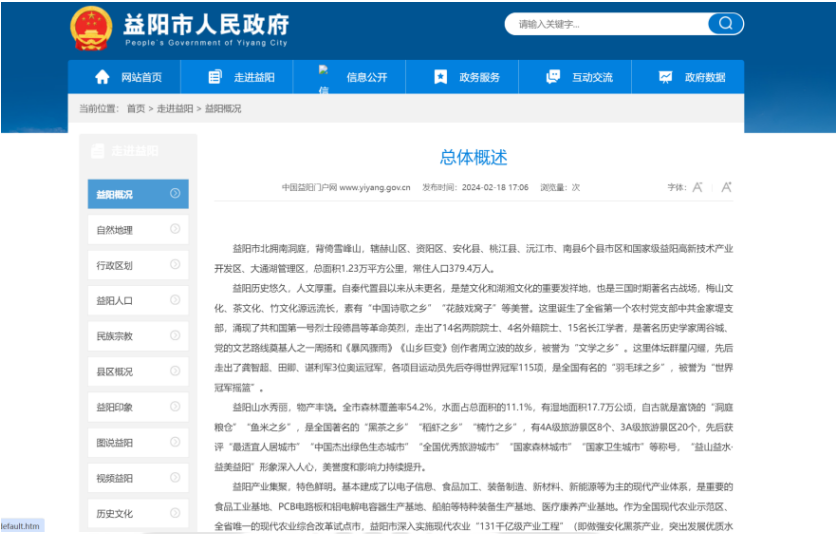 益阳市人民政府
People's Government of Yiyang City
请输入关键字...
网站首页
走进益阳
信
信息公开
政务服务
互动交流
政府数据
当前位置： 首页 > 走进益阳 > 益阳概况
走进益阳
益阳概况
自然地理
行政区划
益阳人口
民族宗教
县区概况
益阳印象
图说益阳
视频益阳
历史文化
总体概述
中国益阳门户网 www.yiyang.gov.cn 发布时间：2024-02-18 17:06 浏览量：次 字体： A+ A+
益阳市北拥南洞庭，背倚雪峰山，辖赫山区、资阳区、安化县、桃江县、沅江市、南县6个县市区和国家级益阳高新技术产业
开发区、大通湖管理区，总面积1.23万平方公里，常住人口379.4万人。
益阳历史悠久，人文厚重。自秦代置县以来从未更名，是楚文化和湖湘文化的重要发祥地、也是三国时期著名古战场，梅山文
化、茶文化、竹文化源远流长，素有“中国诗歌之乡”“花鼓戏窝子”等美誉。这里诞生了全省第一个农村党支部中共金家堤支
部，涌现了共和国第一号烈士段德昌等革命英烈，走出了14名两院院士、4名外籍院士、15名长江学者，是著名历史学家周谷城、
党的文艺路线奠基人之一周扬和《暴风骤雨》《山乡巨变》创作者周立波的故乡，被誉为“文学之乡”。这里体坛群星闪耀，先后
走出了龚智超、田卿、谌利军3位奥运冠军，各项目运动员先后夺得世界冠军115项，是全国有名的“羽毛球之乡”，被誉为“世界
冠军摇篮”。
益阳山水秀丽，物产丰饶。全市森林覆盖率54.2%，水面占总面积的11.1%，有湿地面积17.7万公顷，自古就是富饶的“洞庭
粮仓”“鱼米之乡”，是全国著名的“黑茶之乡”“稻虾之乡”“楠竹之乡”，有4A级旅游景区8个、3A级旅游景区20个，先后获
评“最适宜人居城市”“中国杰出绿色生态城市”“全国优秀旅游城市”“国家森林城市”“国家卫生城市”等称号，“益山益水·
益美益阳”形象深入人心，美誉度和影响力持续提升。
益阳产业集聚，特色鲜明。基本建成了以电子信息、食品加工、装备制造、新材料、新能源等为主的现代产业体系，是重要的
食品工业基地、PCB电路板和铝电解电容器生产基地、船舶等特种装备生产基地、医疗康养产业基地。作为全国现代农业示范区、
全省唯一的现代农业综合改革试点市，益阳市深入实施现代农业“131千亿级产业工程”（即做强安化黑茶产业，突出发展优质水
default.htm